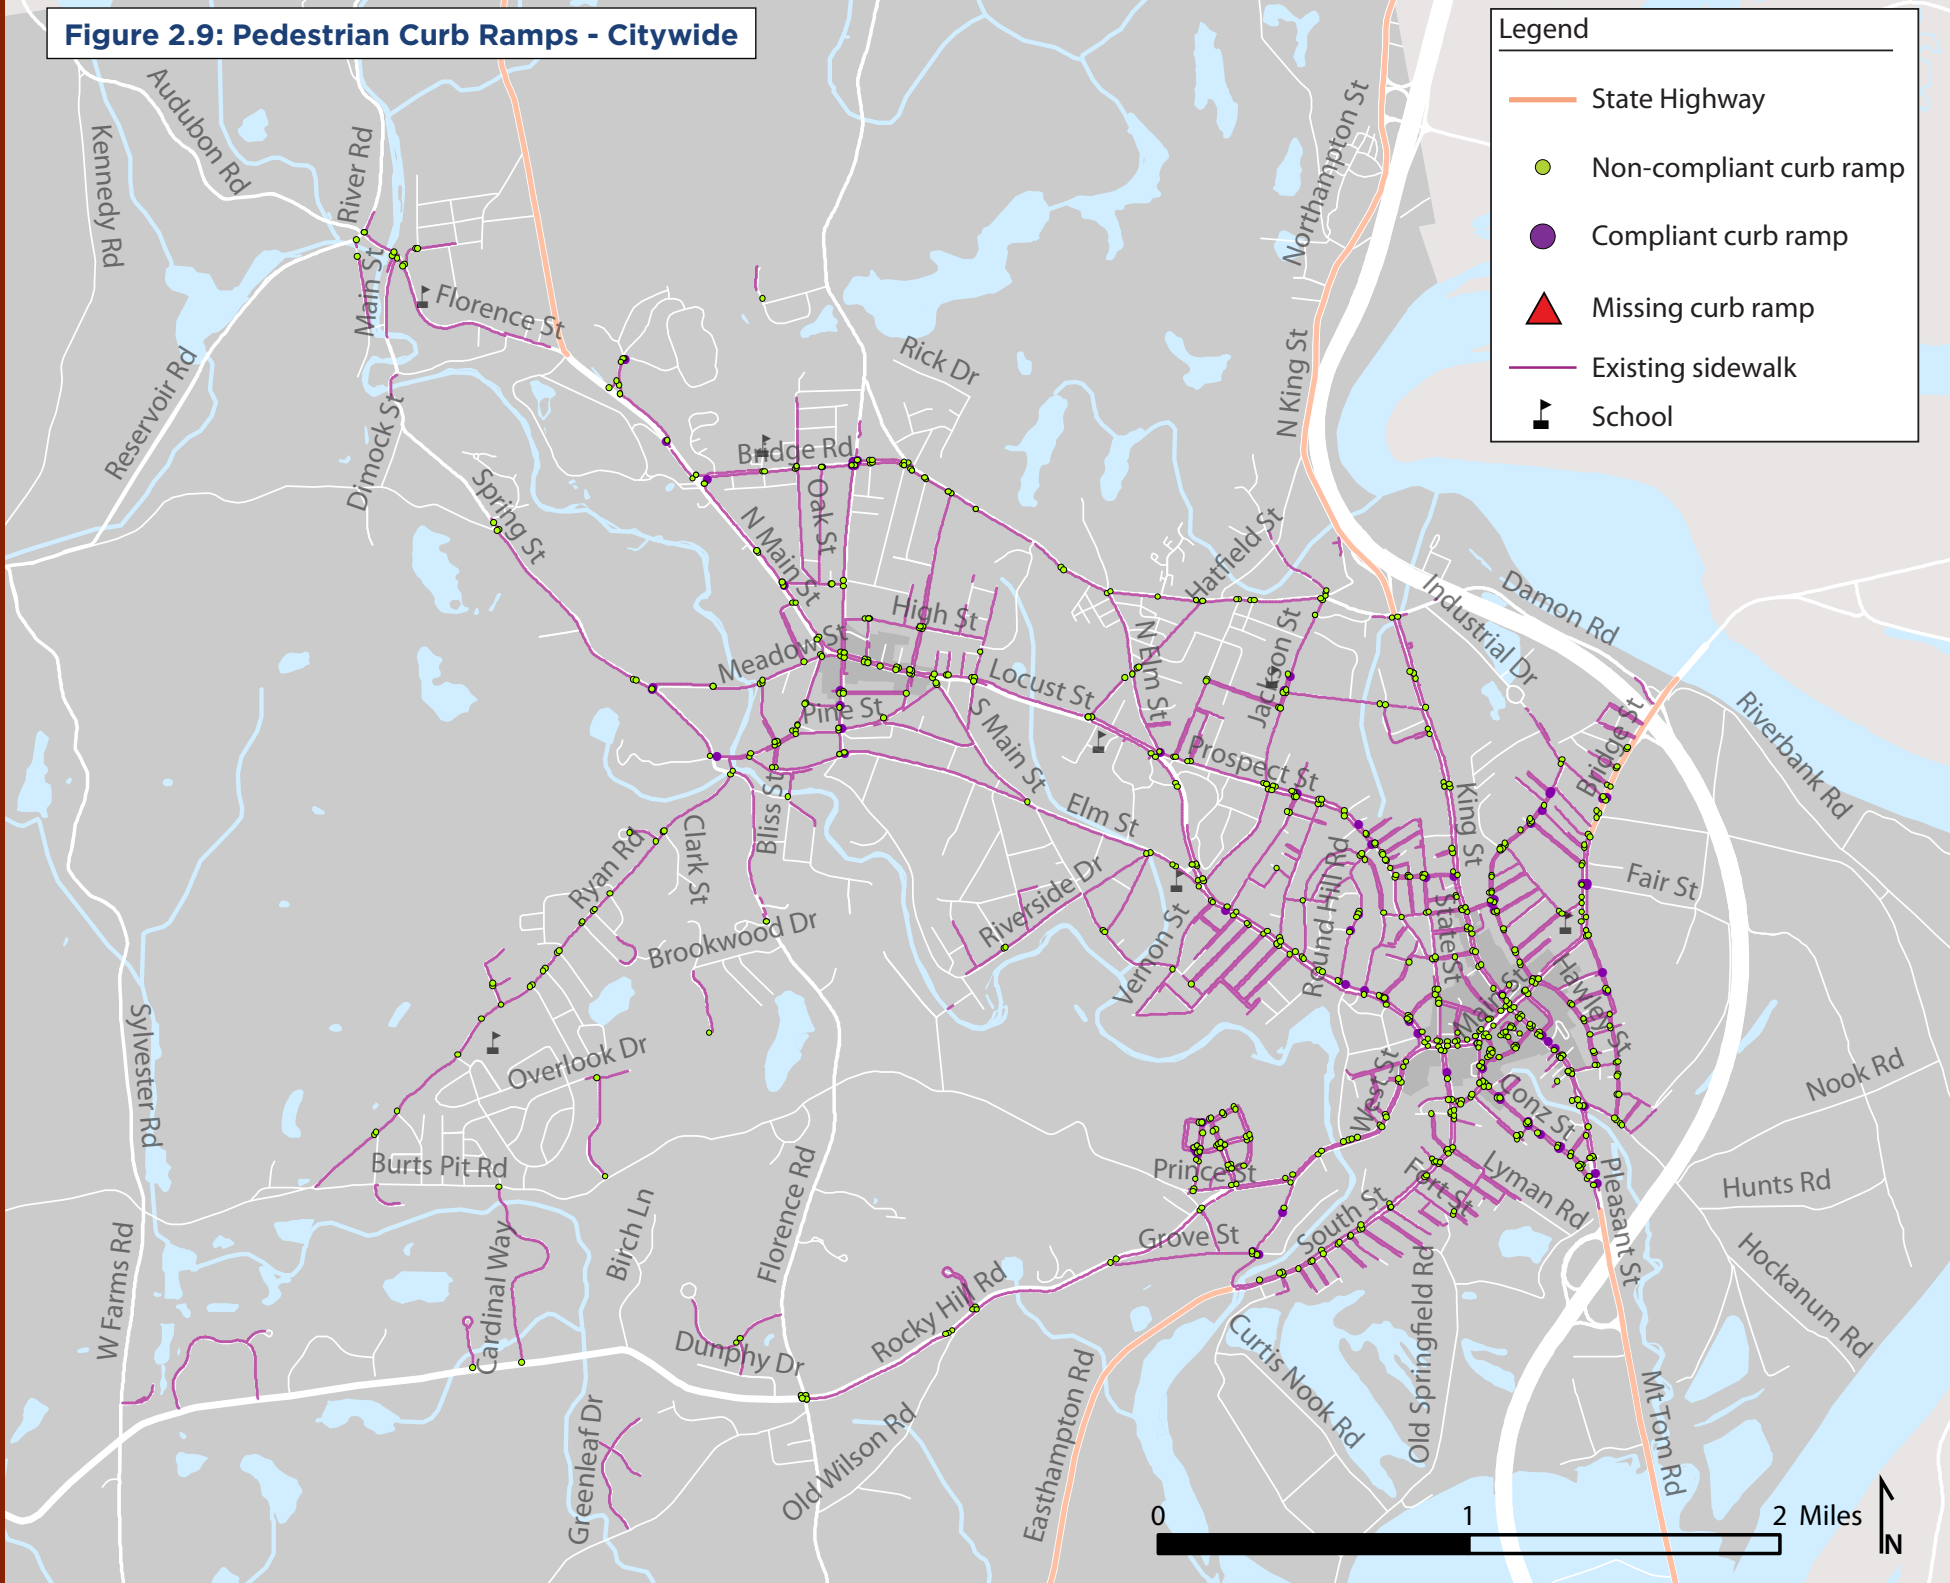 Figure 2.9: Pedestrian Curb Ramps - Citywide
Legend
State Highway
Non-compliant curb ramp
Compliant curb ramp
Missing curb ramp
Existing sidewalk
School
Audubon Rd
Kennedy Rd
River Rd
Main St
Florence St
Northampton St
N King St
Rick Dr
Reservoir Rd
Dimock St
Spring St
Bridge Rd
Oak St
N Main St
Hatfield St
Damon Rd
Industrial Dr
High St
Meadow St
N Elm St
Jackson St
Locust St
Pine St
S Main St
Prospect St
Bridge St
Riverbank Rd
Elm St
King St
Bliss St
Clark St
Ryan Rd
Round Hill Rd
Fair St
Riverside Dr
Brookwood Dr
Vernon St
State St
Main St
Hawley St
Sylvester Rd
Overlook Dr
West St
Conz St
Nook Rd
Burts Pit Rd
Prince St
Fort St
Lyman Rd
Pleasant St
Hunts Rd
W Farms Rd
Cardinal Way
Birch Ln
Florence Rd
Grove St
South St
Hockanum Rd
Rocky Hill Rd
Dunphy Dr
Old Springfield Rd
Curtis Nook Rd
Easthampton Rd
Mt Tom Rd
Greenleaf Dr
Old Wilson Rd
0 1 2 Miles
N